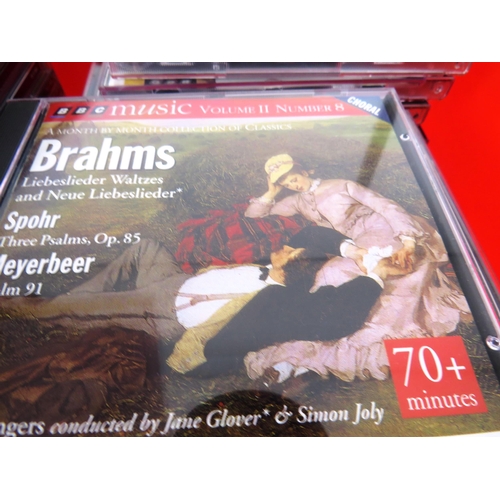 BBC music VOLUME II NUMBER 8 CHORAL
A MONTH BY MONTH COLLECTION OF CLASSICS
Brahms
Liebeslieder Waltzes
and Neue Liebeslieder*
Spohr
Three Psalms, Op. 85
Meyerbeer
lm 91
70+
minutes
ngers conducted by Jane Glover* & Simon Joly